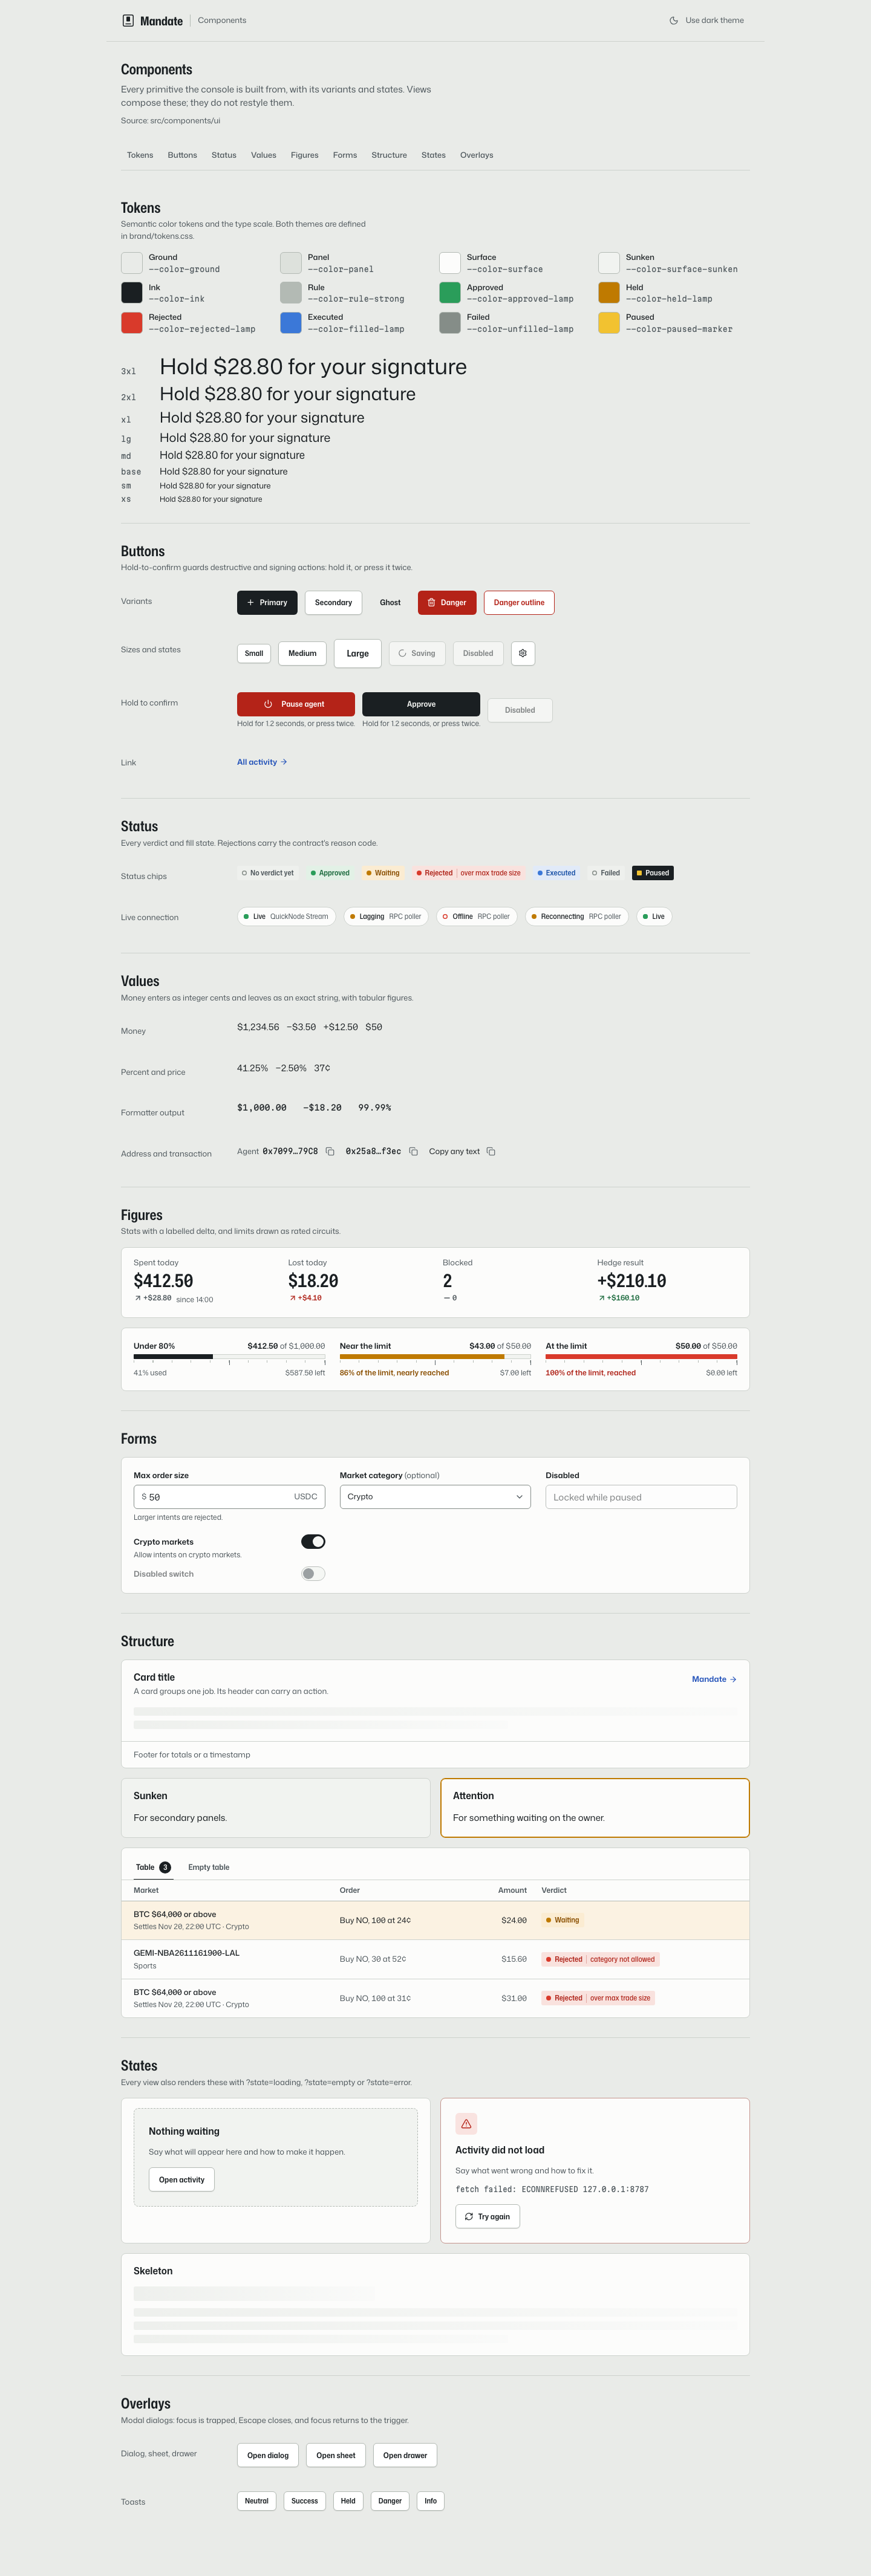 Mandate
Components
Use dark theme
Components
Every primitive the console is built from, with its variants and states. Views
compose these; they do not restyle them.
Source: src/components/ui
Tokens Buttons Status Values Figures Forms Structure States Overlays
Tokens
Semantic color tokens and the type scale. Both themes are defined
in brand/tokens.css.
Ground
--color-ground
Panel
--color-panel
Surface
--color-surface
Sunken
--color-surface-sunken
Ink
--color-ink
Rule
--color-rule-strong
Approved
--color-approved-lamp
Held
--color-held-lamp
Rejected
--color-rejected-lamp
Executed
--color-filled-lamp
Failed
--color-unfilled-lamp
Paused
--color-paused-marker
3xl Hold $28.80 for your signature
2xl Hold $28.80 for your signature
xl Hold $28.80 for your signature
lg Hold $28.80 for your signature
md Hold $28.80 for your signature
base Hold $28.80 for your signature
sm Hold $28.80 for your signature
xs Hold $28.80 for your signature
Buttons
Hold-to-confirm guards destructive and signing actions: hold it, or press it twice.
Variants Primary Secondary Ghost Danger Danger outline
Sizes and states Small Medium Large Saving Disabled
Hold to confirm Pause agent Approve Disabled
Hold for 1.2 seconds, or press twice. Hold for 1.2 seconds, or press twice.
Link All activity
Status
Every verdict and fill state. Rejections carry the contract's reason code.
Status chips No verdict yet Approved Waiting Rejected over max trade size Executed Failed Paused
Live connection Live QuickNode Stream Lagging RPC poller Offline RPC poller Reconnecting RPC poller Live
Values
Money enters as integer cents and leaves as an exact string, with tabular figures.
Money $1,234.56 −$3.50 +$12.50 $50
Percent and price 41.25% −2.50% 37¢
Formatter output $1,000.00 −$18.20 99.99%
Address and transaction Agent 0x7099…79C8 0x25a8…f3ec Copy any text
Figures
Stats with a labelled delta, and limits drawn as rated circuits.
Spent today Lost today Blocked Hedge result
$412.50 $18.20 2 +$210.10
+$28.80 since 14:00 +$4.10 0 +$160.10
Under 80% $412.50 of $1,000.00 Near the limit $43.00 of $50.00 At the limit $50.00 of $50.00
41% used $587.50 left 86% of the limit, nearly reached $7.00 left 100% of the limit, reached $0.00 left
Forms
Max order size Market category (optional) Disabled
$ 50 USDC Crypto Locked while paused
Larger intents are rejected.
Crypto markets
Allow intents on crypto markets.
Disabled switch
Structure
Card title
A card groups one job. Its header can carry an action.
Mandate
Footer for totals or a timestamp
Sunken
For secondary panels.
Attention
For something waiting on the owner.
Table 3 Empty table
Market Order Amount Verdict
BTC $64,000 or above
Settles Nov 20, 22:00 UTC · Crypto
Buy NO, 100 at 24¢ $24.00 Waiting
GEMI-NBA2611161900-LAL
Sports
Buy NO, 30 at 52¢ $15.60 Rejected category not allowed
BTC $64,000 or above
Settles Nov 20, 22:00 UTC · Crypto
Buy NO, 100 at 31¢ $31.00 Rejected over max trade size
States
Every view also renders these with ?state=loading, ?state=empty or ?state=error.
Nothing waiting
Say what will appear here and how to make it happen.
Open activity
Activity did not load
Say what went wrong and how to fix it.
fetch failed: ECONNREFUSED 127.0.0.1:8787
Try again
Skeleton
Overlays
Modal dialogs: focus is trapped, Escape closes, and focus returns to the trigger.
Dialog, sheet, drawer Open dialog Open sheet Open drawer
Toasts Neutral Success Held Danger Info